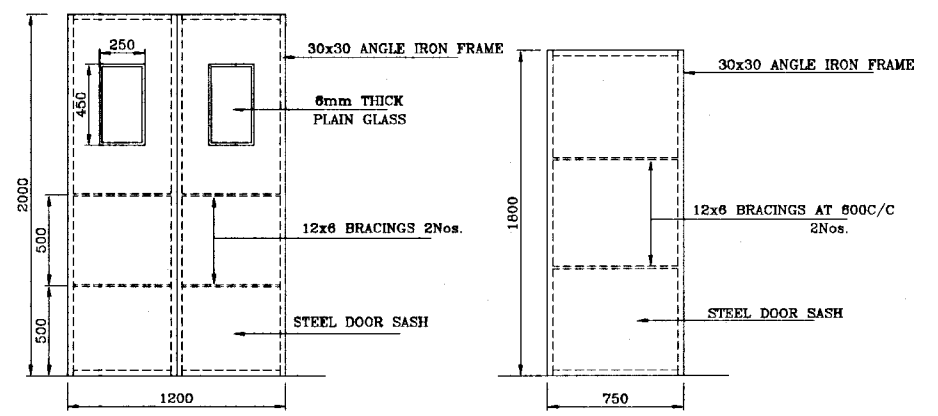 250
30x30 ANGLE IRON FRAME
450
6mm THICK
PLAIN GLASS
2000
500
12x6 BRACINGS 2Nos.
500
STEEL DOOR SASH
1200
30x30 ANGLE IRON FRAME
1800
12x6 BRACINGS AT 600C/C
2Nos.
STEEL DOOR SASH
750